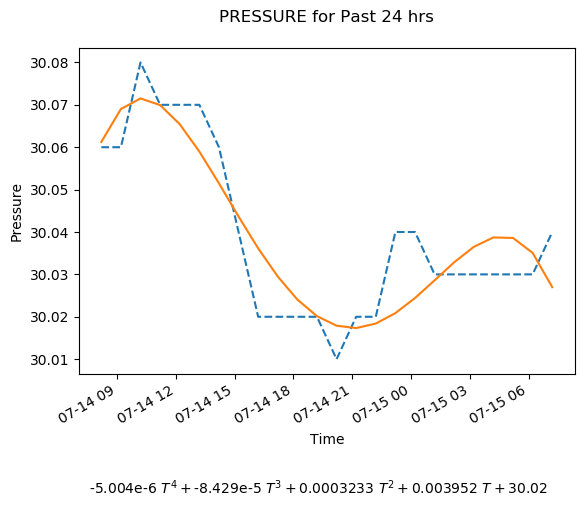 PRESSURE for Past 24 hrs
30.08
30.07
30.06
30.05
30.04
30.03
30.02
30.01
Pressure
07-14 09 07-14 12 07-14 15 07-14 18 07-14 21 07-15 00 07-15 03 07-15 06
Time
-5.004e-6 T⁴ + -8.429e-5 T³ + 0.0003233 T² + 0.003952 T + 30.02